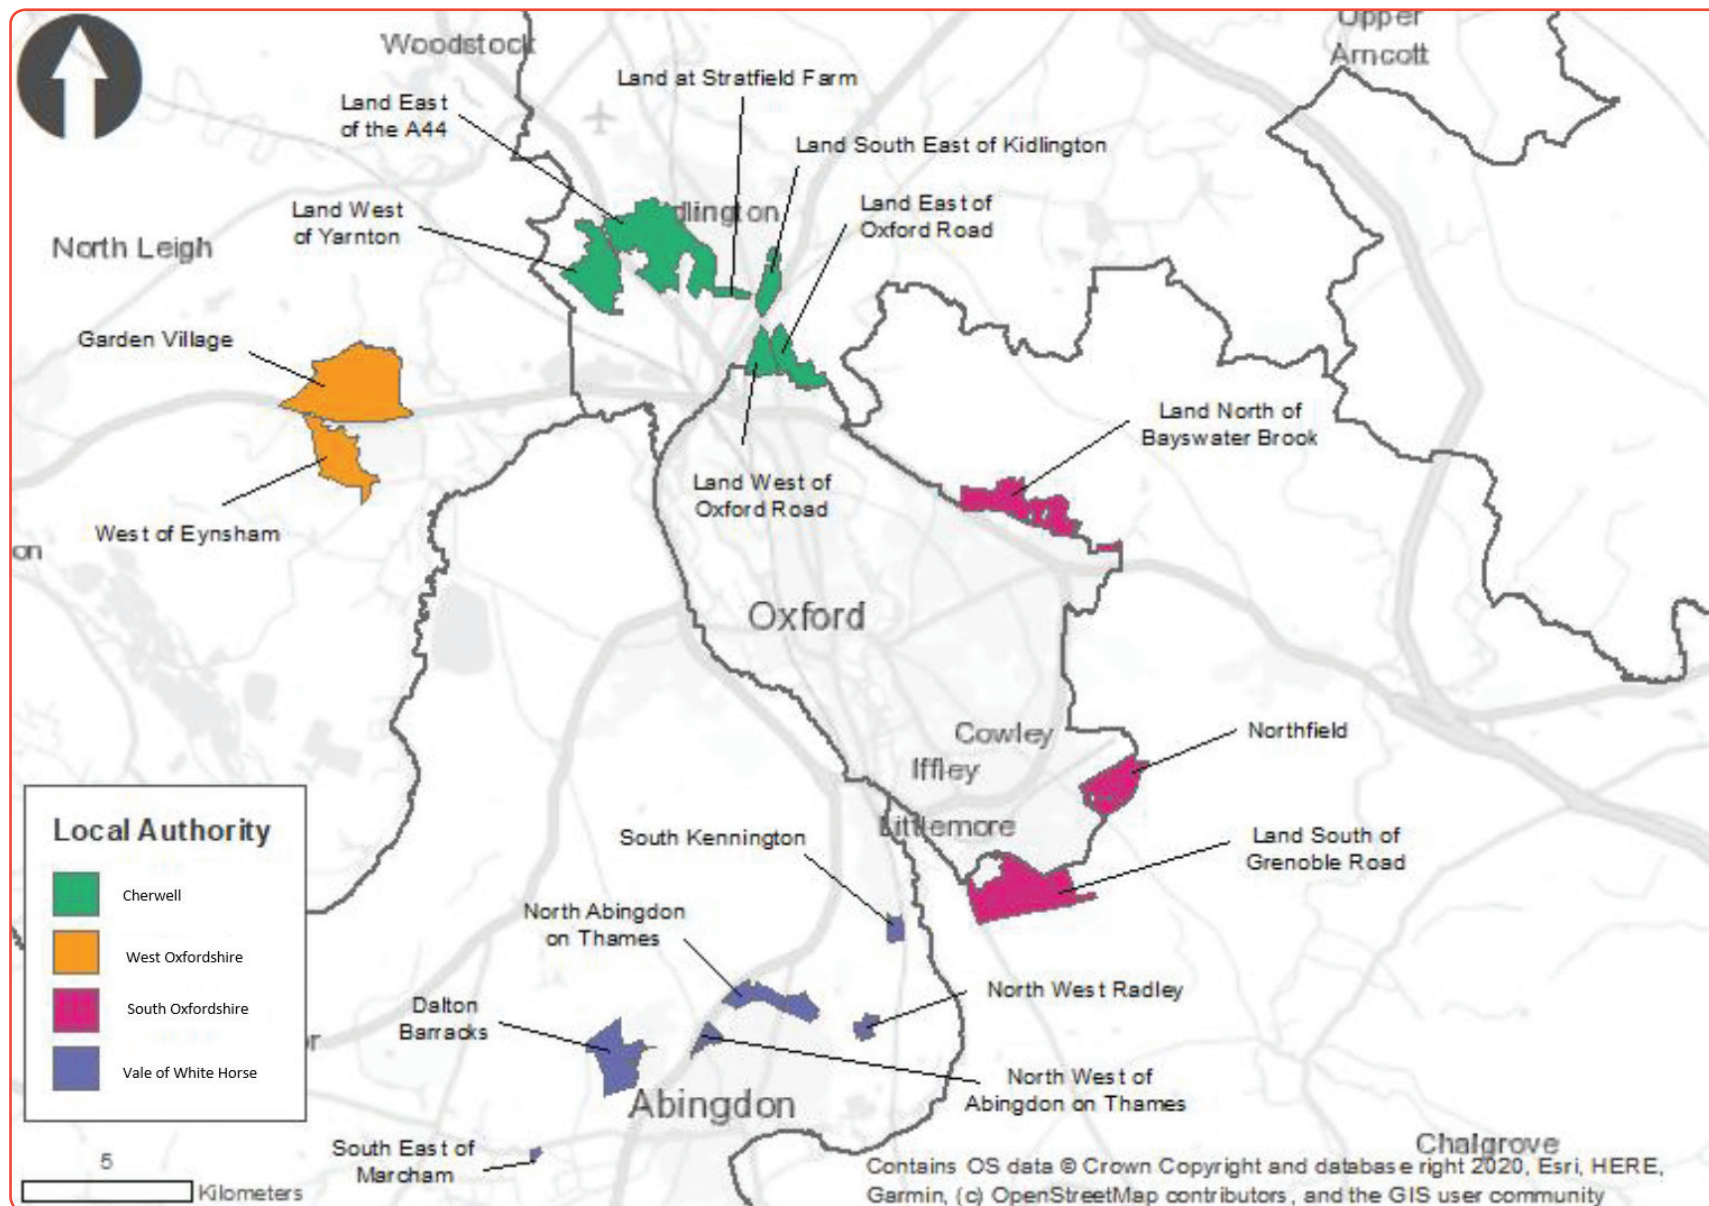 Woodstock
Upper
Arncott
Land at Stratfield Farm
Land East
of the A44
Land South East of Kidlington
Land East of
Oxford Road
Land West
of Yarnton
dlington
North Leigh
Garden Village
Land North of
Bayswater Brook
Land West of
Oxford Road
West of Eynsham
on
Oxford
Cowley
Iffley
Northfield
Littlemore
South Kennington
Land South of
Grenoble Road
Local Authority
Cherwell
West Oxfordshire
South Oxfordshire
Vale of White Horse
North Abingdon
on Thames
North West Radley
Dalton
Barracks
or
North West of
Abingdon on Thames
Abingdon
South East of
Marcham
Chalgrove
5
Kilometers
Contains OS data © Crown Copyright and database right 2020, Esri, HERE,
Garmin, (c) OpenStreetMap contributors, and the GIS user community